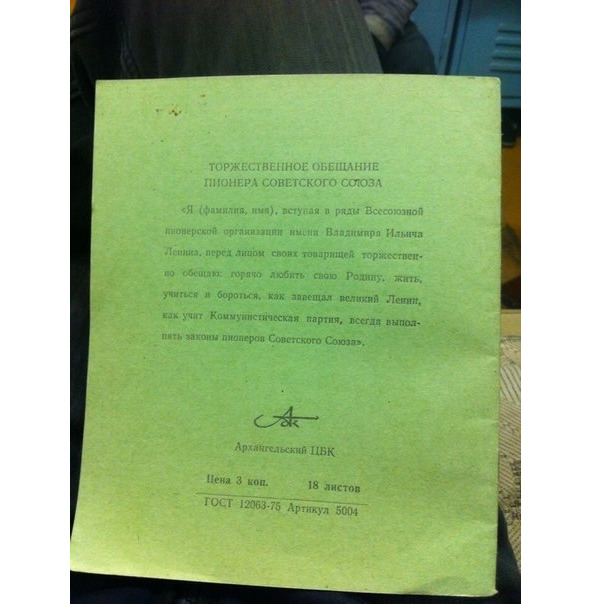 ТОРЖЕСТВЕННОЕ ОБЕЩАНИЕ
ПИОНЕРА СОВЕТСКОГО СОЮЗА
«Я (фамилия, имя), вступая в ряды Всесоюзной
пионерской организации имени Владимира Ильича
Ленина, перед лицом своих товарищей торжествен-
но обещаю: горячо любить свою Родину, жить,
учиться и бороться, как завещал великий Ленин,
как учит Коммунистическая партия, всегда выпол-
нять законы пионеров Советского Союза».
Архангельский ЦБК
Цена 3 коп. 18 листов
ГОСТ 12063-75 Артикул 5004